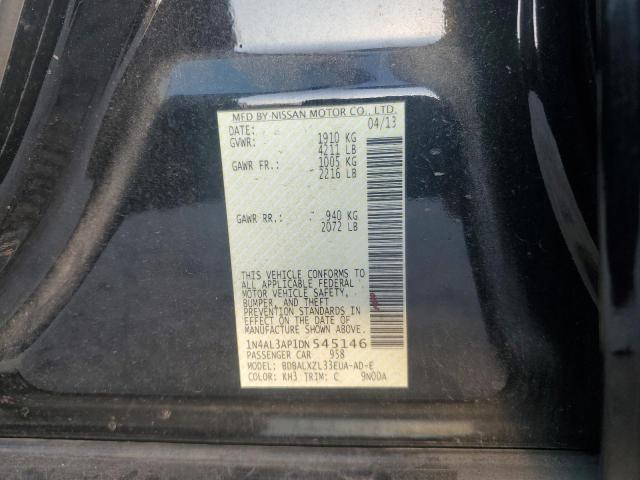 MFD BY NISSAN MOTOR CO., LTD.
DATE: 04/13
GVWR: 1910 KG
4211 LB
GAWR FR.: 1005 KG
2216 LB
GAWR RR.: 940 KG
2072 LB
THIS VEHICLE CONFORMS TO
ALL APPLICABLE FEDERAL
MOTOR VEHICLE SAFETY,
BUMPER, AND THEFT
PREVENTION STANDARDS IN
EFFECT ON THE DATE OF
MANUFACTURE SHOWN ABOVE.
1N4AL3AP1DN545146
PASSENGER CAR 958
MODEL: BDBALXZL33EUA-AD-E
COLOR: KH3 TRIM: C 9N00A